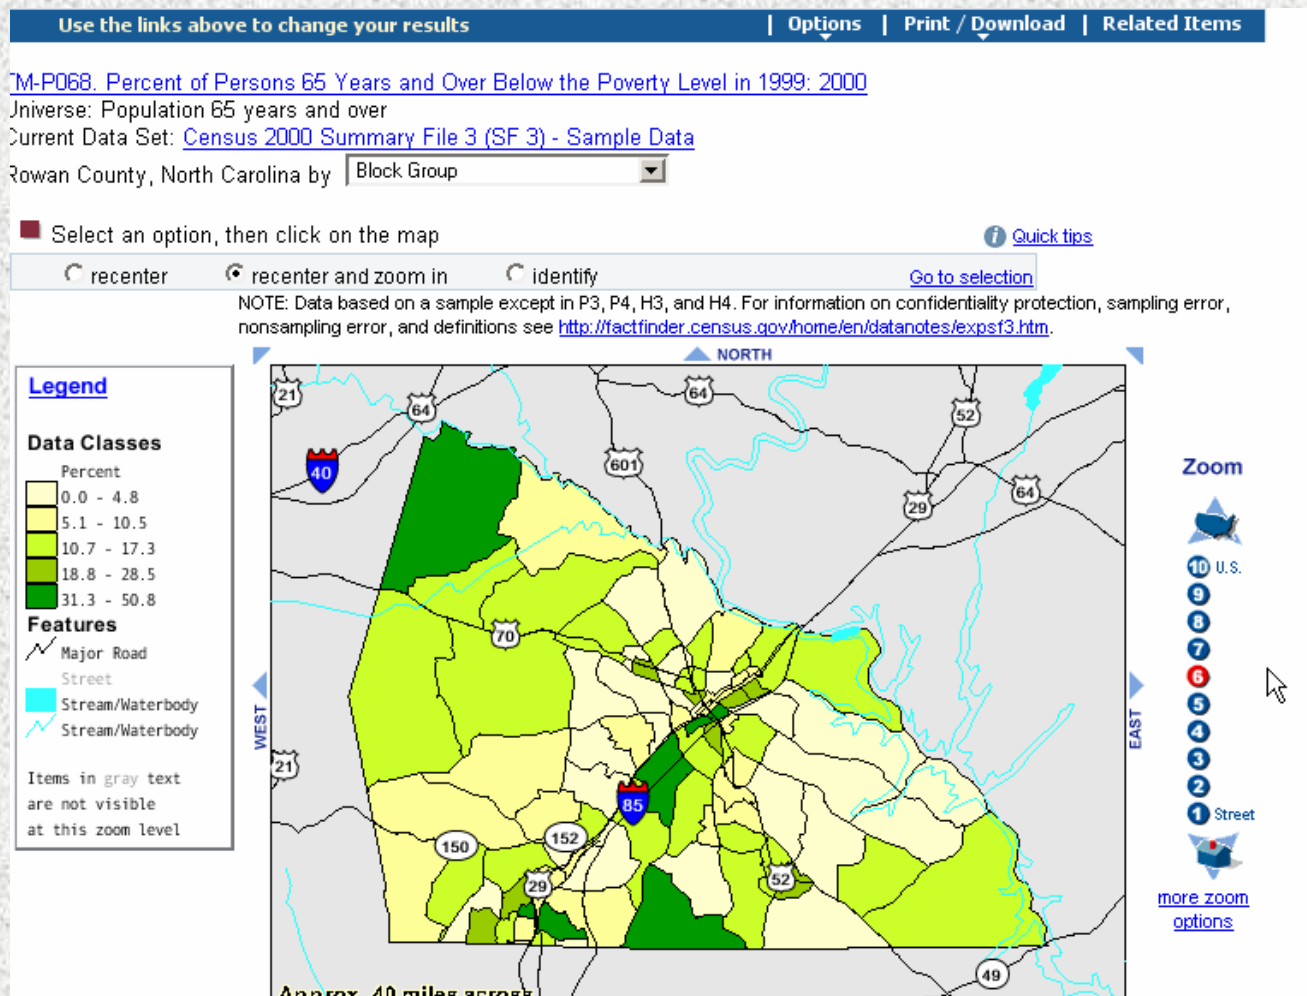 Use the links above to change your results | Options | Print / Download | Related Items
TM-P068. Percent of Persons 65 Years and Over Below the Poverty Level in 1999: 2000
Universe: Population 65 years and over
Current Data Set: Census 2000 Summary File 3 (SF 3) - Sample Data
Rowan County, North Carolina by Block Group
Select an option, then click on the map
Quick tips
recenter recenter and zoom in identify Go to selection
NOTE: Data based on a sample except in P3, P4, H3, and H4. For information on confidentiality protection, sampling error,
nonsampling error, and definitions see http://factfinder.census.gov/home/en/datanotes/expsf3.htm.
NORTH
Legend
Data Classes
Percent
0.0 - 4.8
5.1 - 10.5
10.7 - 17.3
18.8 - 28.5
31.3 - 50.8
Features
Major Road
Street
Stream/Waterbody
Stream/Waterbody
Items in gray text
are not visible
at this zoom level
WEST
21
64
64
52
40
601
29
64
70
21
85
150
152
29
52
49
Approx. 40 miles across
EAST
Zoom
10 U.S.
9
8
7
6
5
4
3
2
1 Street
more zoom
options